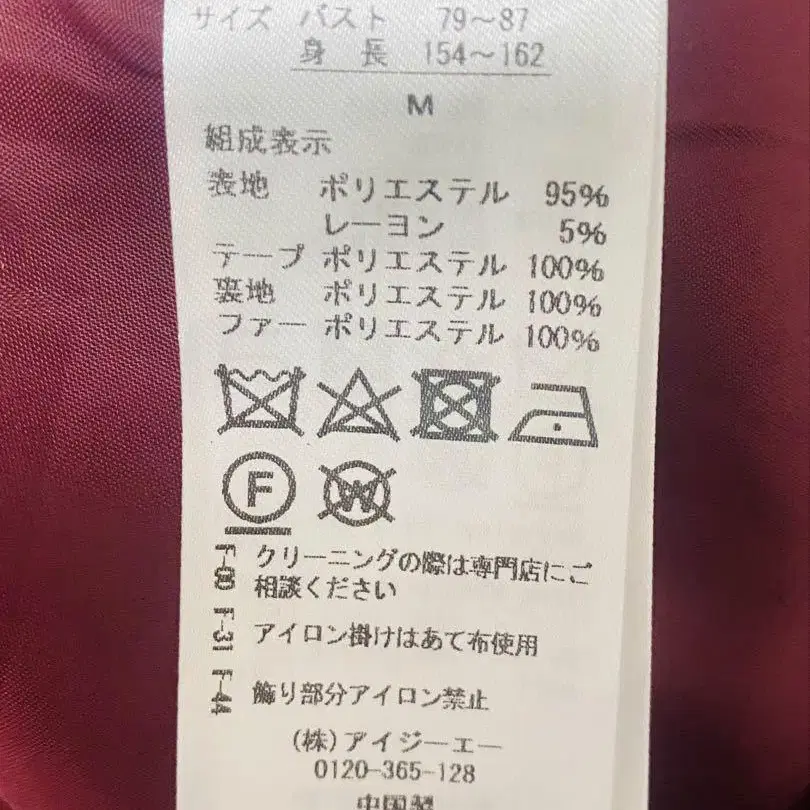 サイズ バスト 79～87
身長 154～162
M
組成表示
表地 ポリエステル 95%
レーヨン 5%
テープ ポリエステル 100%
裏地 ポリエステル 100%
ファー ポリエステル 100%
F W
クリーニングの際は専門店にご
相談ください
アイロン掛けはあて布使用
飾り部分アイロン禁止
F-00 F-31 F-44
(株)アイジーエー
0120-365-128
中国製